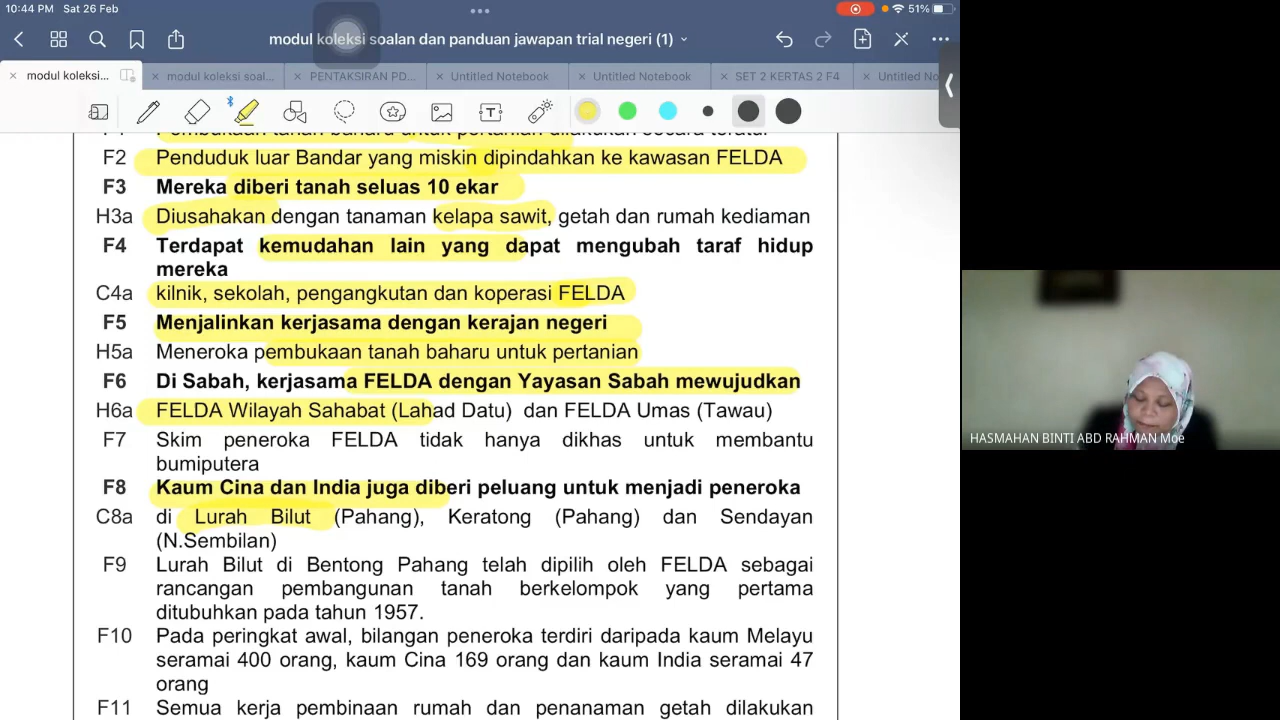 10:44 PM Sat 26 Feb
51%
modul koleksi soalan dan panduan jawapan trial negeri (1)
modul koleksi...
modul koleksi soal...
PENTAKSIRAN PD...
Untitled Notebook
Untitled Notebook
SET 2 KERTAS 2 F4
Untitled No
F2 Penduduk luar Bandar yang miskin dipindahkan ke kawasan FELDA
F3 Mereka diberi tanah seluas 10 ekar
H3a Diusahakan dengan tanaman kelapa sawit, getah dan rumah kediaman
F4 Terdapat kemudahan lain yang dapat mengubah taraf hidup
mereka
C4a kilnik, sekolah, pengangkutan dan koperasi FELDA
F5 Menjalinkan kerjasama dengan kerajan negeri
H5a Meneroka pembukaan tanah baharu untuk pertanian
F6 Di Sabah, kerjasama FELDA dengan Yayasan Sabah mewujudkan
H6a FELDA Wilayah Sahabat (Lahad Datu) dan FELDA Umas (Tawau)
F7 Skim peneroka FELDA tidak hanya dikhas untuk membantu
bumiputera
F8 Kaum Cina dan India juga diberi peluang untuk menjadi peneroka
C8a di Lurah Bilut (Pahang), Keratong (Pahang) dan Sendayan
(N.Sembilan)
F9 Lurah Bilut di Bentong Pahang telah dipilih oleh FELDA sebagai
rancangan pembangunan tanah berkelompok yang pertama
ditubuhkan pada tahun 1957.
F10 Pada peringkat awal, bilangan peneroka terdiri daripada kaum Melayu
seramai 400 orang, kaum Cina 169 orang dan kaum India seramai 47
orang
F11 Semua kerja pembinaan rumah dan penanaman getah dilakukan
HASMAHAN BINTI ABD RAHMAN Moe